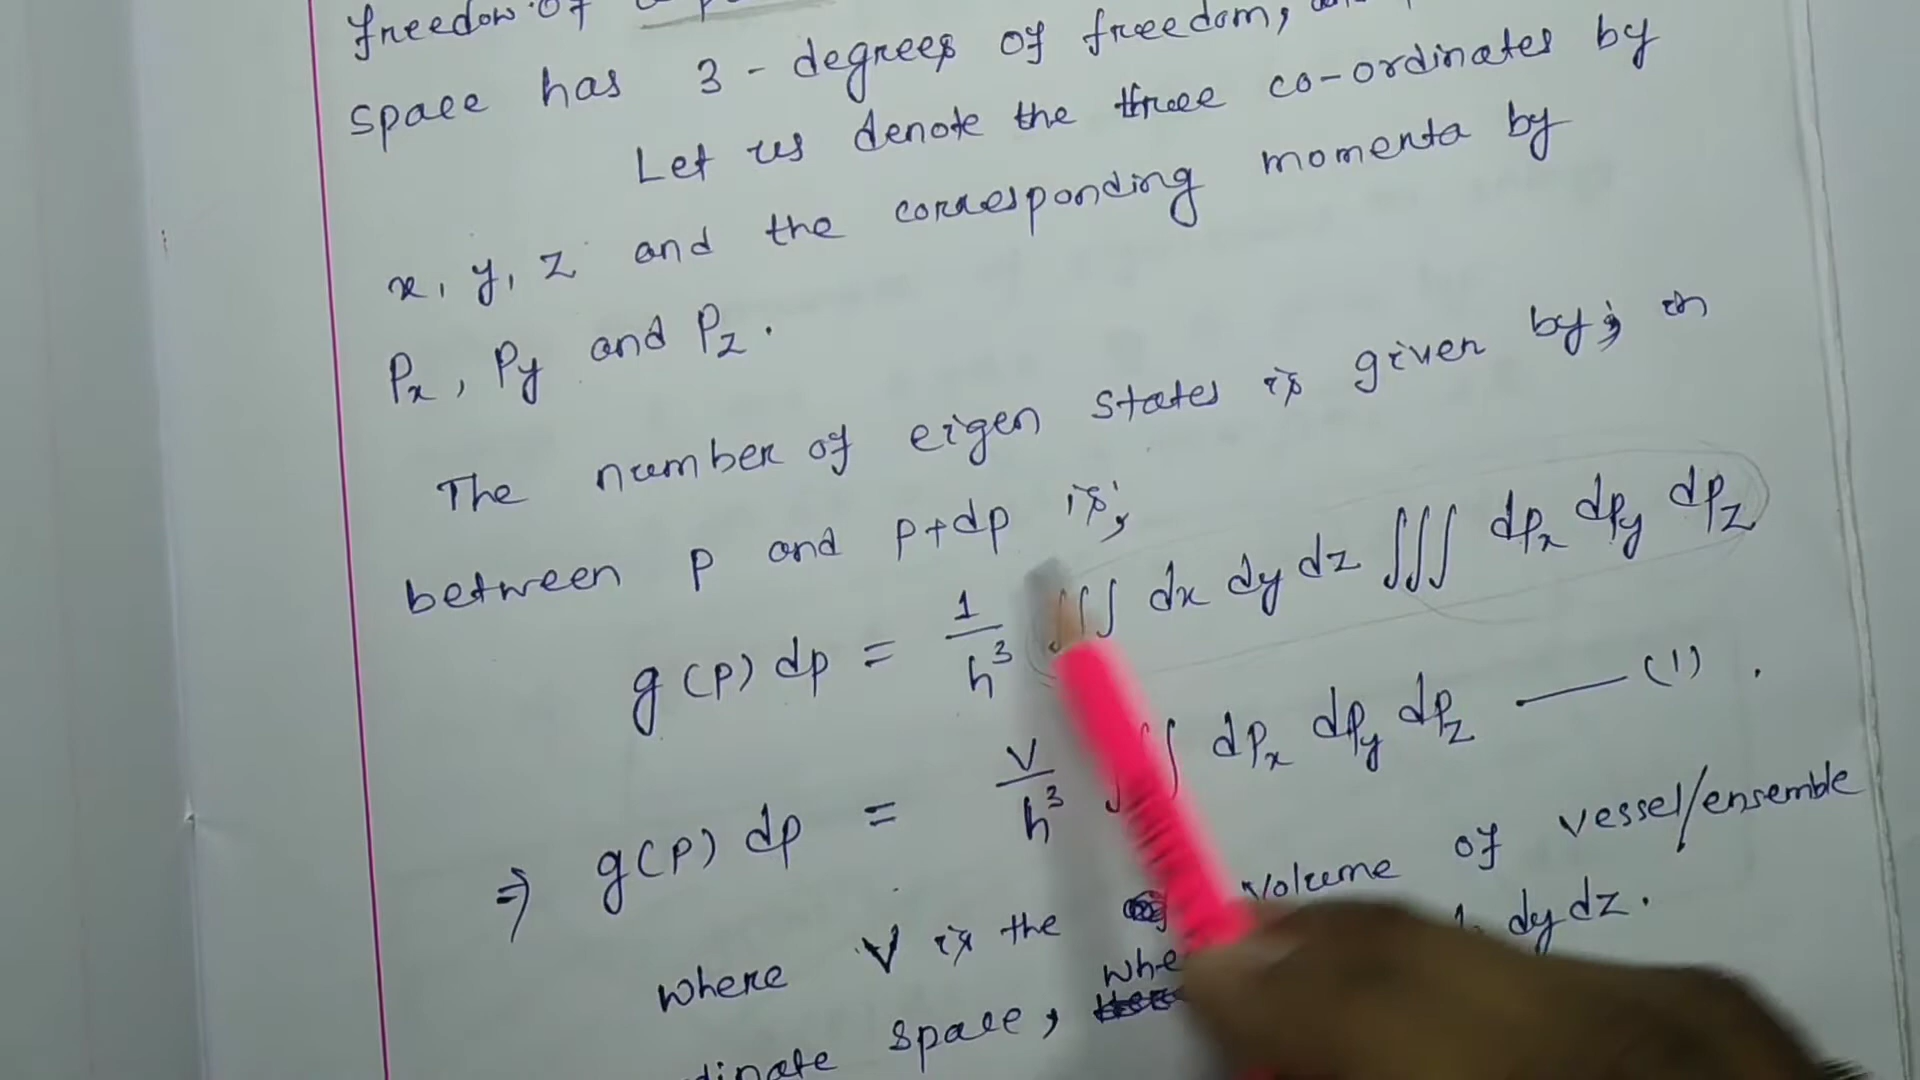 freedom of
space has 3 - degrees of freedom,
Let us denote the three co-ordinates by
x, y, z and the corresponding momenta by
Px, Py and Pz.
The number of eigen states is given by; in
between p and p+dp is;
g(p) dp = 1/h³ ∫∫∫ dx dy dz ∫∫∫ dpx dpy dpz
⇒ g(p) dp = V/h³ ∫∫ dpx dpy dpz —— (1) .
where V is the volume of vessel/ensemble
space, whe dy dz.